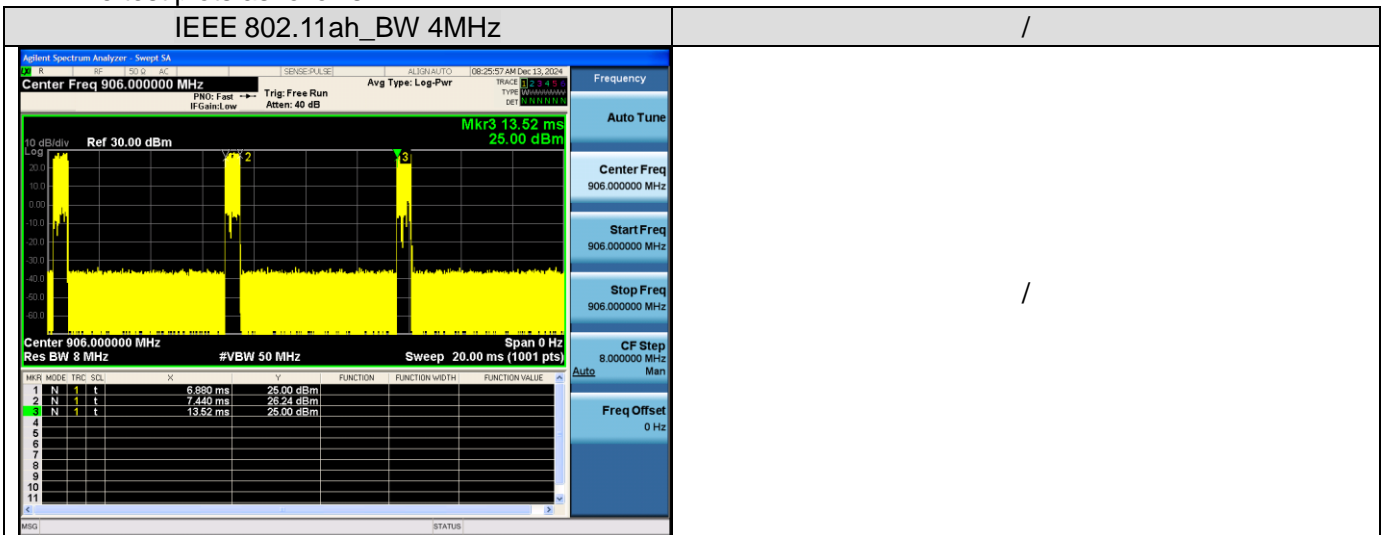 IEEE 802.11ah_BW 4MHz /
Agilent Spectrum Analyzer - Swept SA
R RF 50 Ω AC SENSE:PULSE ALIGN AUTO 08:25:57 AM Dec 13, 2024
Center Freq 906.000000 MHz
PNO: Fast
IFGain:Low
Trig: Free Run
Atten: 40 dB
Avg Type: Log-Pwr
TRACE 1 2 3 4 5 6
TYPE
DET N N N N N N
Mkr3 13.52 ms
25.00 dBm
10 dB/div Ref 30.00 dBm
Log
2
3
20.0
10.0
0.00
-10.0
-20.0
-30.0
-40.0
-50.0
-60.0
Center 906.000000 MHz Span 0 Hz
Res BW 8 MHz #VBW 50 MHz Sweep 20.00 ms (1001 pts)
MKR MODE TRC SCL X Y FUNCTION FUNCTION WIDTH FUNCTION VALUE
1 N 1 t 6.880 ms 25.00 dBm
2 N 1 t 7.440 ms 26.24 dBm
3 N 1 t 13.52 ms 25.00 dBm
4
5
6
7
8
9
10
11
MSG STATUS
Frequency
Auto Tune
Center Freq
906.000000 MHz
Start Freq
906.000000 MHz
Stop Freq
906.000000 MHz
CF Step
8.000000 MHz
Auto Man
Freq Offset
0 Hz
/